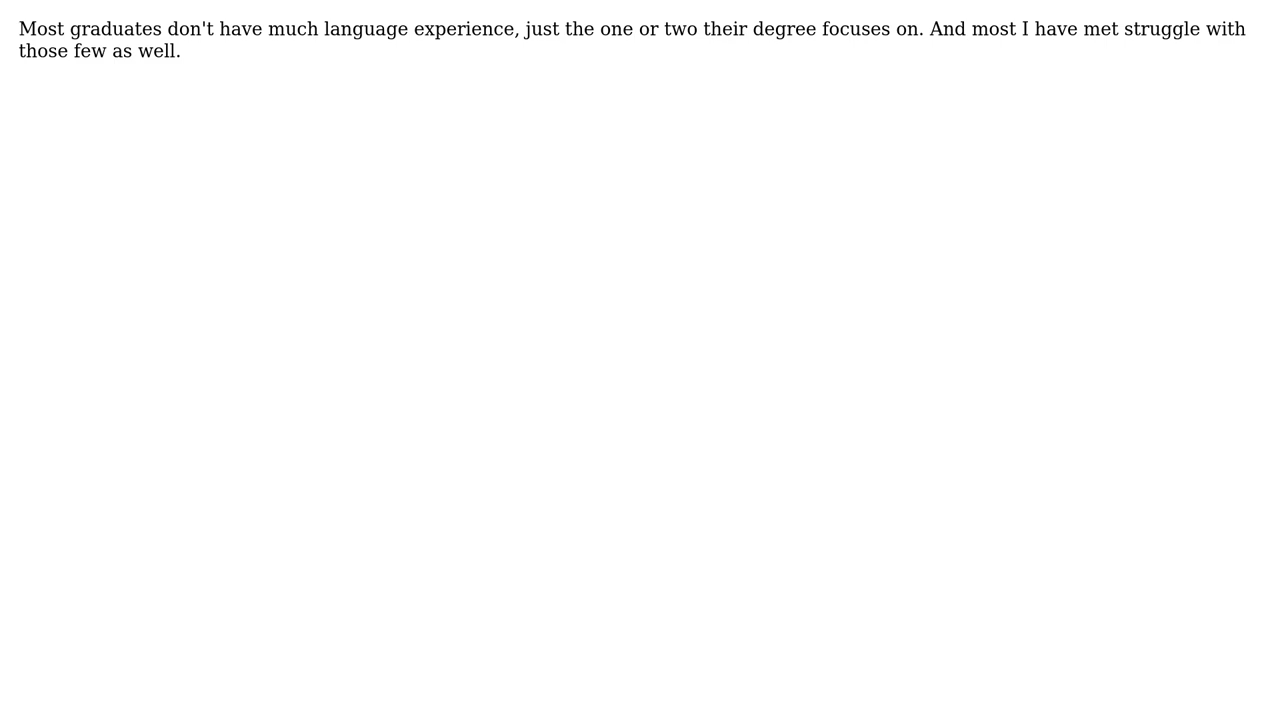 Most graduates don't have much language experience, just the one or two their degree focuses on. And most I have met struggle with
those few as well.